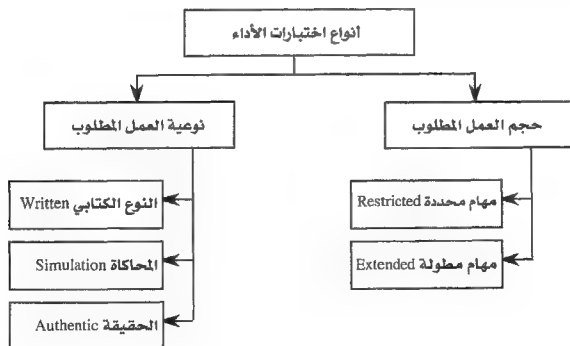 أنواع اختبارات الأداء
حجم العمل المطلوب
نوعية العمل المطلوب
مهام محددة Restricted
مهام مطولة Extended
النوع الكتابي Written
المحاكاة Simulation
الحقيقة Authentic